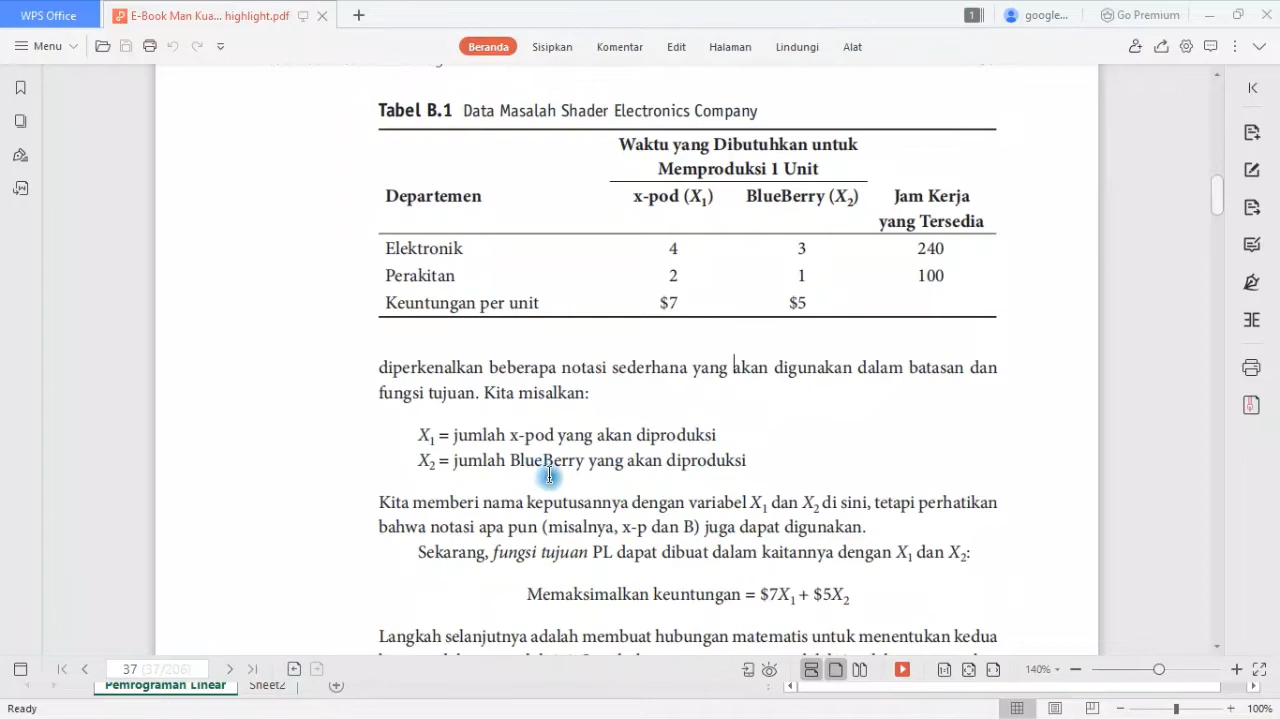 WPS Office
E-Book Man Kua... highlight.pdf
1
google...
Go Premium
Menu
Beranda
Sisipkan
Komentar
Edit
Halaman
Lindungi
Alat
Tabel B.1 Data Masalah Shader Electronics Company
Waktu yang Dibutuhkan untuk
Memproduksi 1 Unit
Departemen x-pod (X₁) BlueBerry (X₂) Jam Kerja
yang Tersedia
Elektronik 4 3 240
Perakitan 2 1 100
Keuntungan per unit $7 $5
diperkenalkan beberapa notasi sederhana yang akan digunakan dalam batasan dan
fungsi tujuan. Kita misalkan:
X₁ = jumlah x-pod yang akan diproduksi
X₂ = jumlah BlueBerry yang akan diproduksi
Kita memberi nama keputusannya dengan variabel X₁ dan X₂ di sini, tetapi perhatikan
bahwa notasi apa pun (misalnya, x-p dan B) juga dapat digunakan.
Sekarang, fungsi tujuan PL dapat dibuat dalam kaitannya dengan X₁ dan X₂:
Memaksimalkan keuntungan = $7X₁ + $5X₂
Langkah selanjutnya adalah membuat hubungan matematis untuk menentukan kedua
37 (37/206)
140%
Pemrograman Linear
Sheet2
Ready
100%